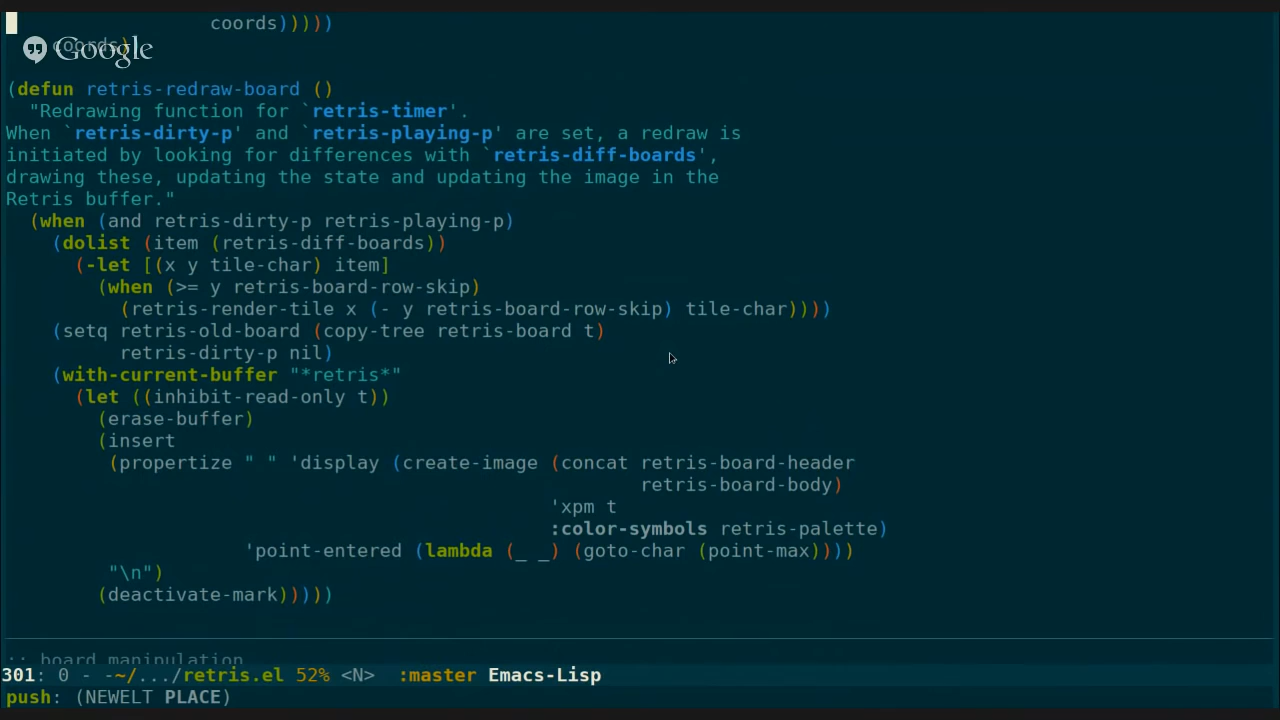 coords)))))
coords)
Google
(defun retris-redraw-board ()
"Redrawing function for `retris-timer'.
When `retris-dirty-p' and `retris-playing-p' are set, a redraw is
initiated by looking for differences with `retris-diff-boards',
drawing these, updating the state and updating the image in the
Retris buffer."
(when (and retris-dirty-p retris-playing-p)
(dolist (item (retris-diff-boards))
(-let [(x y tile-char) item]
(when (>= y retris-board-row-skip)
(retris-render-tile x (- y retris-board-row-skip) tile-char))))
(setq retris-old-board (copy-tree retris-board t)
retris-dirty-p nil)
(with-current-buffer "*retris*"
(let ((inhibit-read-only t))
(erase-buffer)
(insert
(propertize " " 'display (create-image (concat retris-board-header
retris-board-body)
'xpm t
:color-symbols retris-palette)
'point-entered (lambda (_ _) (goto-char (point-max))))
"\n")
(deactivate-mark)))))
;; board manipulation
301: 0 - -~/.../retris.el 52% <N> :master Emacs-Lisp
push: (NEWELT PLACE)